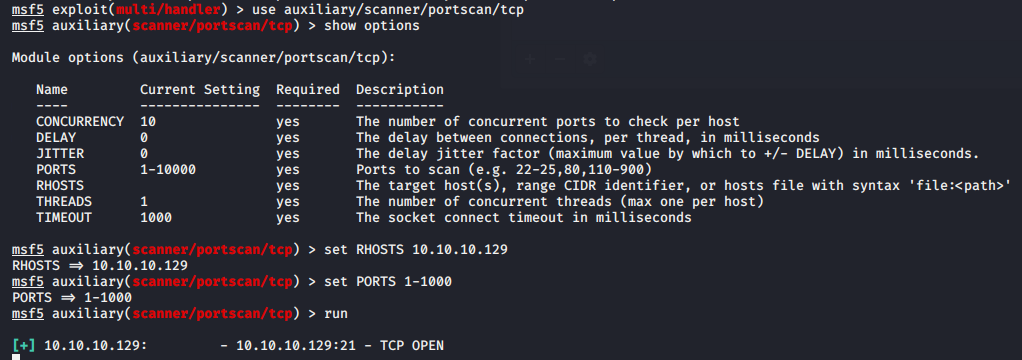 msf5 exploit(multi/handler) > use auxiliary/scanner/portscan/tcp
msf5 auxiliary(scanner/portscan/tcp) > show options
Module options (auxiliary/scanner/portscan/tcp):
Name Current Setting Required Description
---- --------------- -------- -----------
CONCURRENCY 10 yes The number of concurrent ports to check per host
DELAY 0 yes The delay between connections, per thread, in milliseconds
JITTER 0 yes The delay jitter factor (maximum value by which to +/- DELAY) in milliseconds.
PORTS 1-10000 yes Ports to scan (e.g. 22-25,80,110-900)
RHOSTS yes The target host(s), range CIDR identifier, or hosts file with syntax 'file:<path>'
THREADS 1 yes The number of concurrent threads (max one per host)
TIMEOUT 1000 yes The socket connect timeout in milliseconds
msf5 auxiliary(scanner/portscan/tcp) > set RHOSTS 10.10.10.129
RHOSTS => 10.10.10.129
msf5 auxiliary(scanner/portscan/tcp) > set PORTS 1-1000
PORTS => 1-1000
msf5 auxiliary(scanner/portscan/tcp) > run
[+] 10.10.10.129: - 10.10.10.129:21 - TCP OPEN